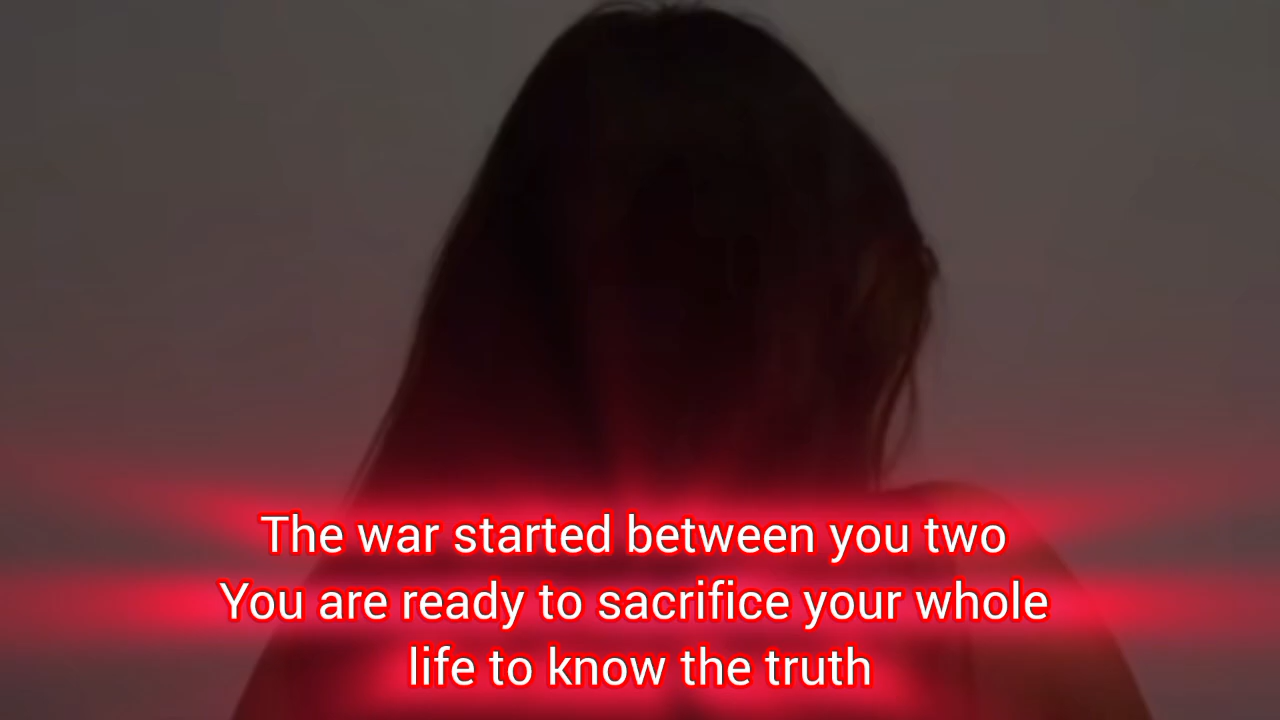 The war started between you two
You are ready to sacrifice your whole
life to know the truth